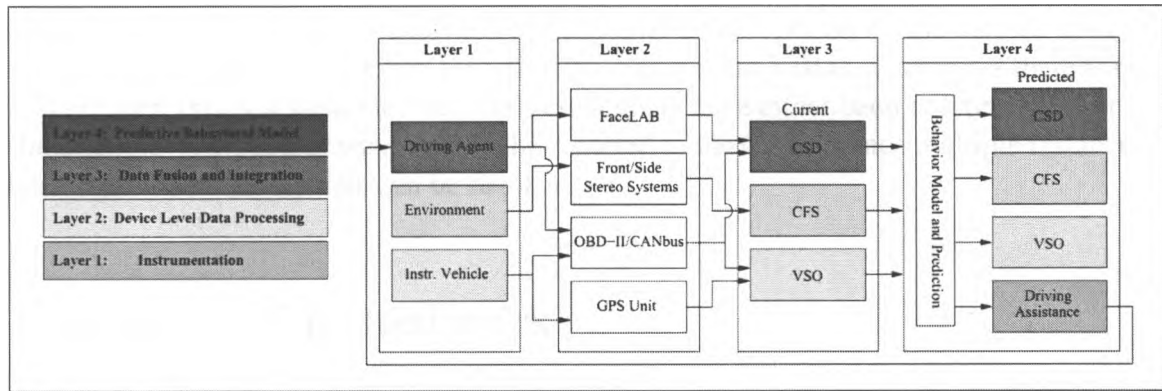 Layer 4: Predictive Behavioral Model
Layer 3: Data Fusion and Integration
Layer 2: Device Level Data Processing
Layer 1: Instrumentation
Layer 1
Driving Agent
Environment
Instr. Vehicle
Layer 2
FaceLAB
Front/Side
Stereo Systems
OBD-II/CANbus
GPS Unit
Layer 3
Current
CSD
CFS
VSO
Layer 4
Behavior Model and Prediction
Predicted
CSD
CFS
VSO
Driving
Assistance